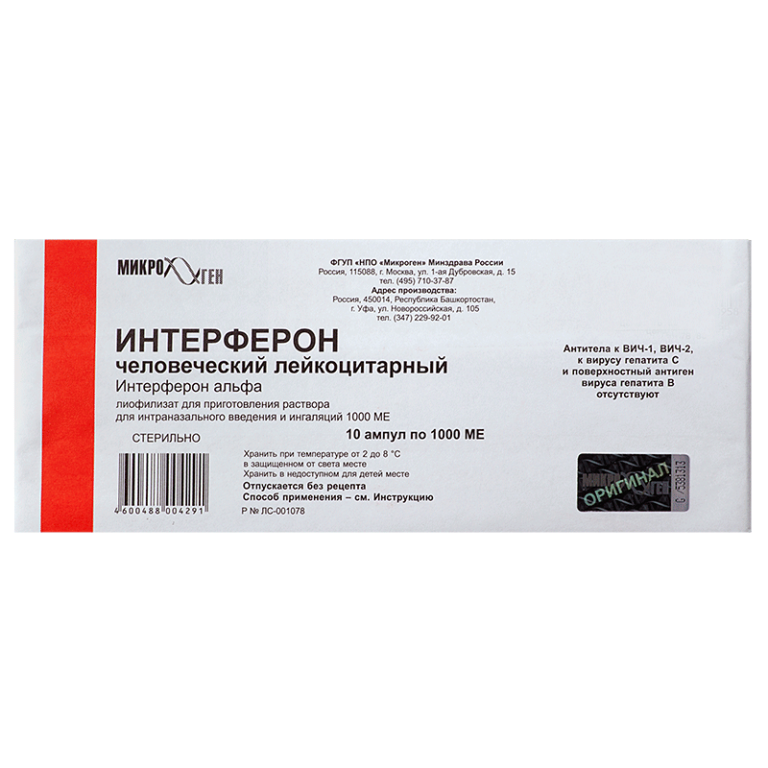 МИКРОГЕН
ФГУП «НПО «Микроген» Минздрава России
Россия, 115088, г. Москва, ул. 1-ая Дубровская, д. 15
тел. (495) 710-37-87
Адрес производства:
Россия, 450014, Республика Башкортостан,
г. Уфа, ул. Новороссийская, д. 105
тел. (347) 229-92-01
ИНТЕРФЕРОН
человеческий лейкоцитарный
Интерферон альфа
лиофилизат для приготовления раствора
для интраназального введения и ингаляций 1000 МЕ
СТЕРИЛЬНО
10 ампул по 1000 МЕ
Антитела к ВИЧ-1, ВИЧ-2,
к вирусу гепатита С
и поверхностный антиген
вируса гепатита В
отсутствуют
Хранить при температуре от 2 до 8 °С
в защищенном от света месте
Хранить в недоступном для детей месте
Отпускается без рецепта
Способ применения – см. Инструкцию
Р № ЛС-001078
4600488004291
МИКРОГЕН
ОРИГИНАЛ
G /5381313